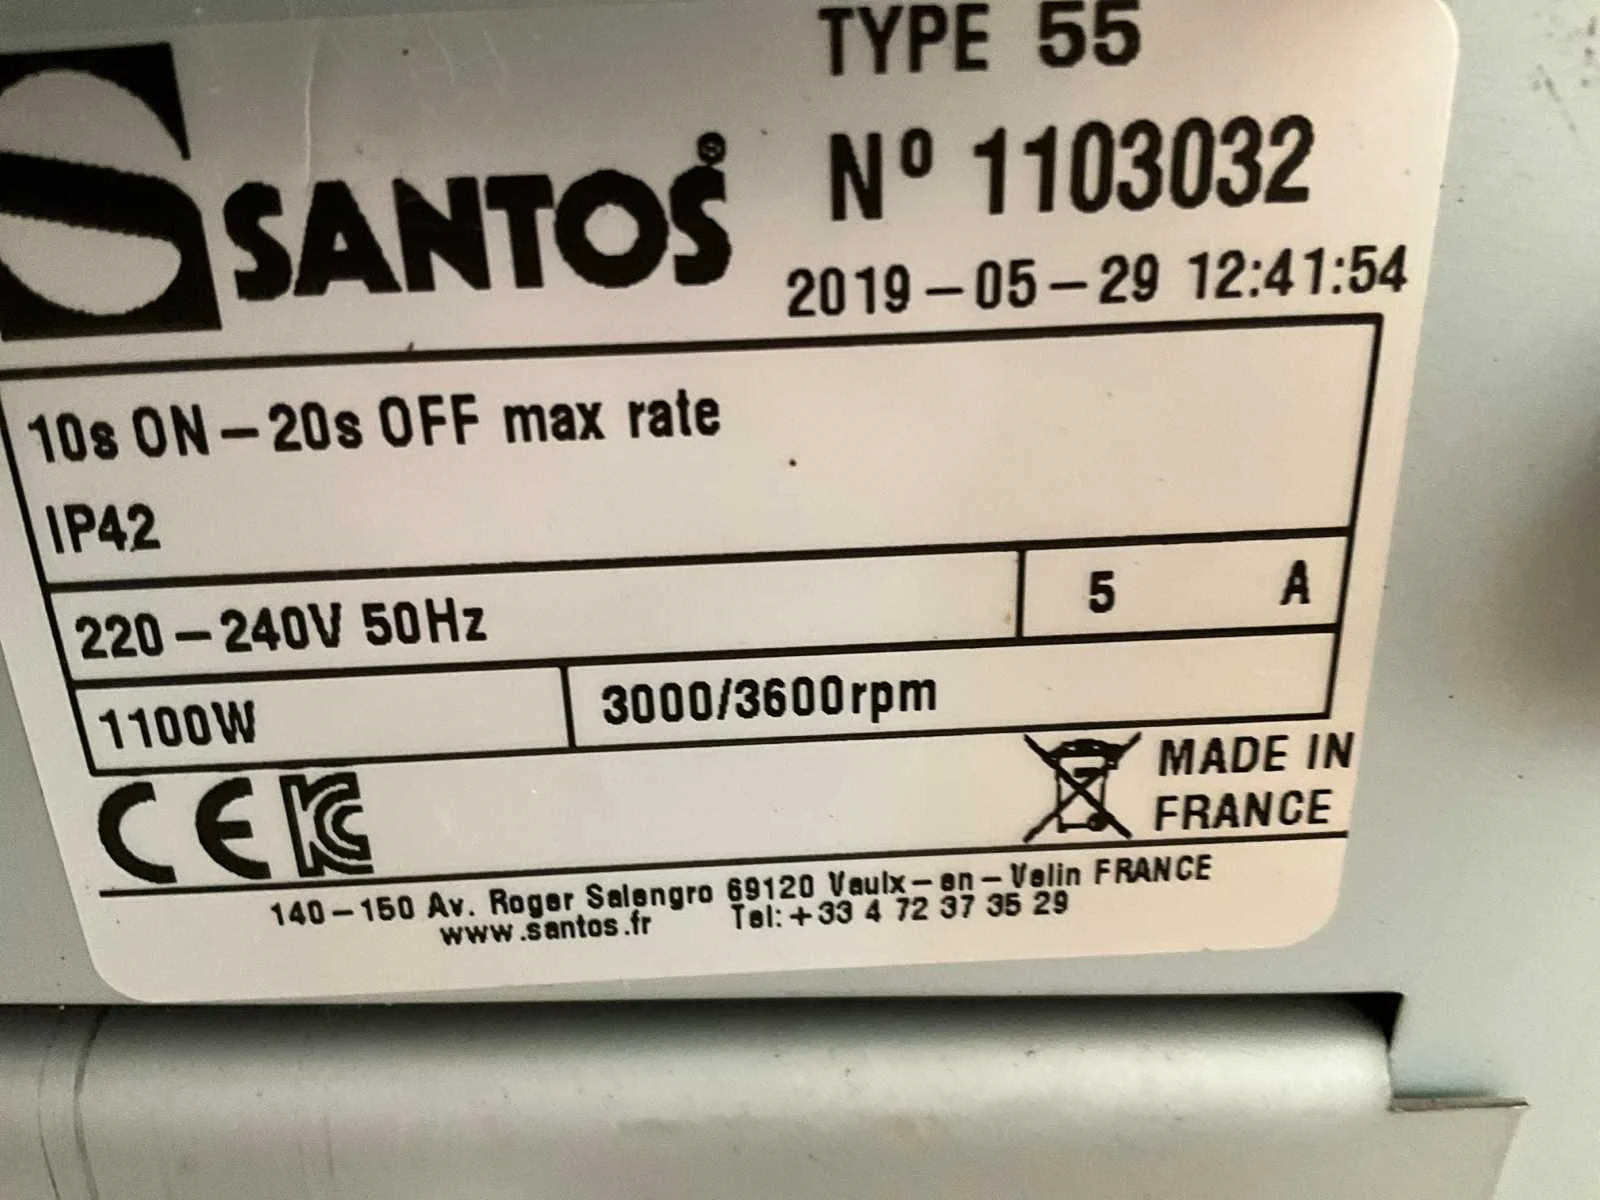 TYPE 55
SANTOS®
Nº 1103032
2019-05-29 12:41:54
10s ON-20s OFF max rate
IP42
220-240V 50Hz
5 A
1100W
3000/3600rpm
CE
MADE IN
FRANCE
140-150 Av. Roger Salengro 69120 Vaulx-en-Velin FRANCE
www.santos.fr Tel:+33 4 72 37 35 29